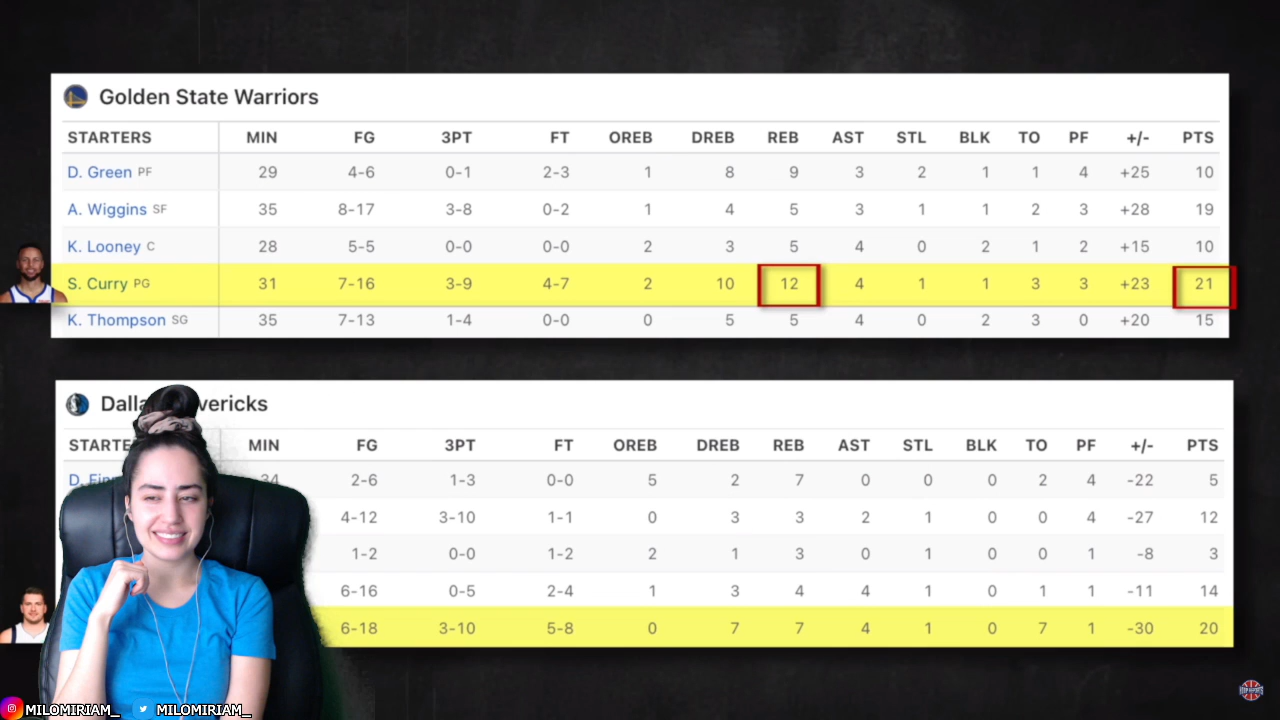 Golden State Warriors
STARTERS MIN FG 3PT FT OREB DREB REB AST STL BLK TO PF +/- PTS
D. Green PF 29 4-6 0-1 2-3 1 8 9 3 2 1 1 4 +25 10
A. Wiggins SF 35 8-17 3-8 0-2 1 4 5 3 1 1 2 3 +28 19
K. Looney C 28 5-5 0-0 0-0 2 3 5 4 0 2 1 2 +15 10
S. Curry PG 31 7-16 3-9 4-7 2 10 12 4 1 1 3 3 +23 21
K. Thompson SG 35 7-13 1-4 0-0 0 5 5 4 0 2 3 0 +20 15
MIN FG 3PT FT OREB DREB REB AST STL BLK TO PF +/- PTS
D. 34 2-6 1-3 0-0 5 2 7 0 0 0 2 4 -22 5
4-12 3-10 1-1 0 3 3 2 1 0 0 4 -27 12
1-2 0-0 1-2 2 1 3 0 1 0 0 1 -8 3
6-16 0-5 2-4 1 3 4 4 1 0 1 1 -11 14
6-18 3-10 5-8 0 7 7 4 1 0 7 1 -30 20
MILOMIRIAM_ MILOMIRIAM_